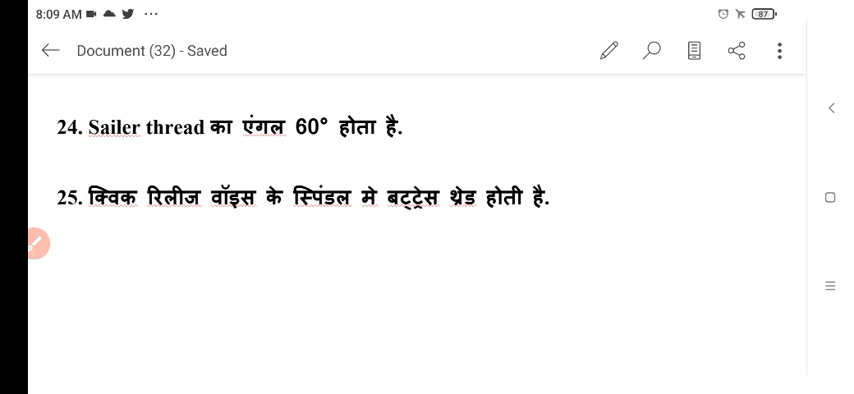 8:09 AM ...
87
Document (32) - Saved
24. Sailer thread का एंगल 60° होता है.
25. क्विक रिलीज वॉइस के स्पिंडल मे बट्ट्रेस थ्रेड होती है.